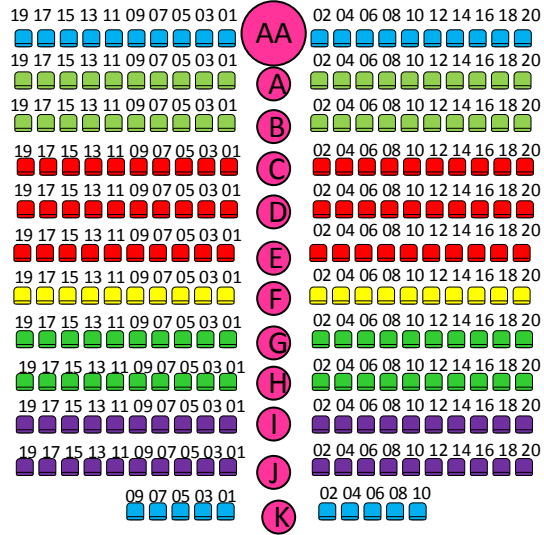 19 17 15 13 11 09 07 05 03 01 AA 02 04 06 08 10 12 14 16 18 20
19 17 15 13 11 09 07 05 03 01 A 02 04 06 08 10 12 14 16 18 20
19 17 15 13 11 09 07 05 03 01 B 02 04 06 08 10 12 14 16 18 20
19 17 15 13 11 09 07 05 03 01 C 02 04 06 08 10 12 14 16 18 20
19 17 15 13 11 09 07 05 03 01 D 02 04 06 08 10 12 14 16 18 20
19 17 15 13 11 09 07 05 03 01 E 02 04 06 08 10 12 14 16 18 20
19 17 15 13 11 09 07 05 03 01 F 02 04 06 08 10 12 14 16 18 20
19 17 15 13 11 09 07 05 03 01 G 02 04 06 08 10 12 14 16 18 20
19 17 15 13 11 09 07 05 03 01 H 02 04 06 08 10 12 14 16 18 20
19 17 15 13 11 09 07 05 03 01 I 02 04 06 08 10 12 14 16 18 20
19 17 15 13 11 09 07 05 03 01 J 02 04 06 08 10 12 14 16 18 20
09 07 05 03 01 K 02 04 06 08 10